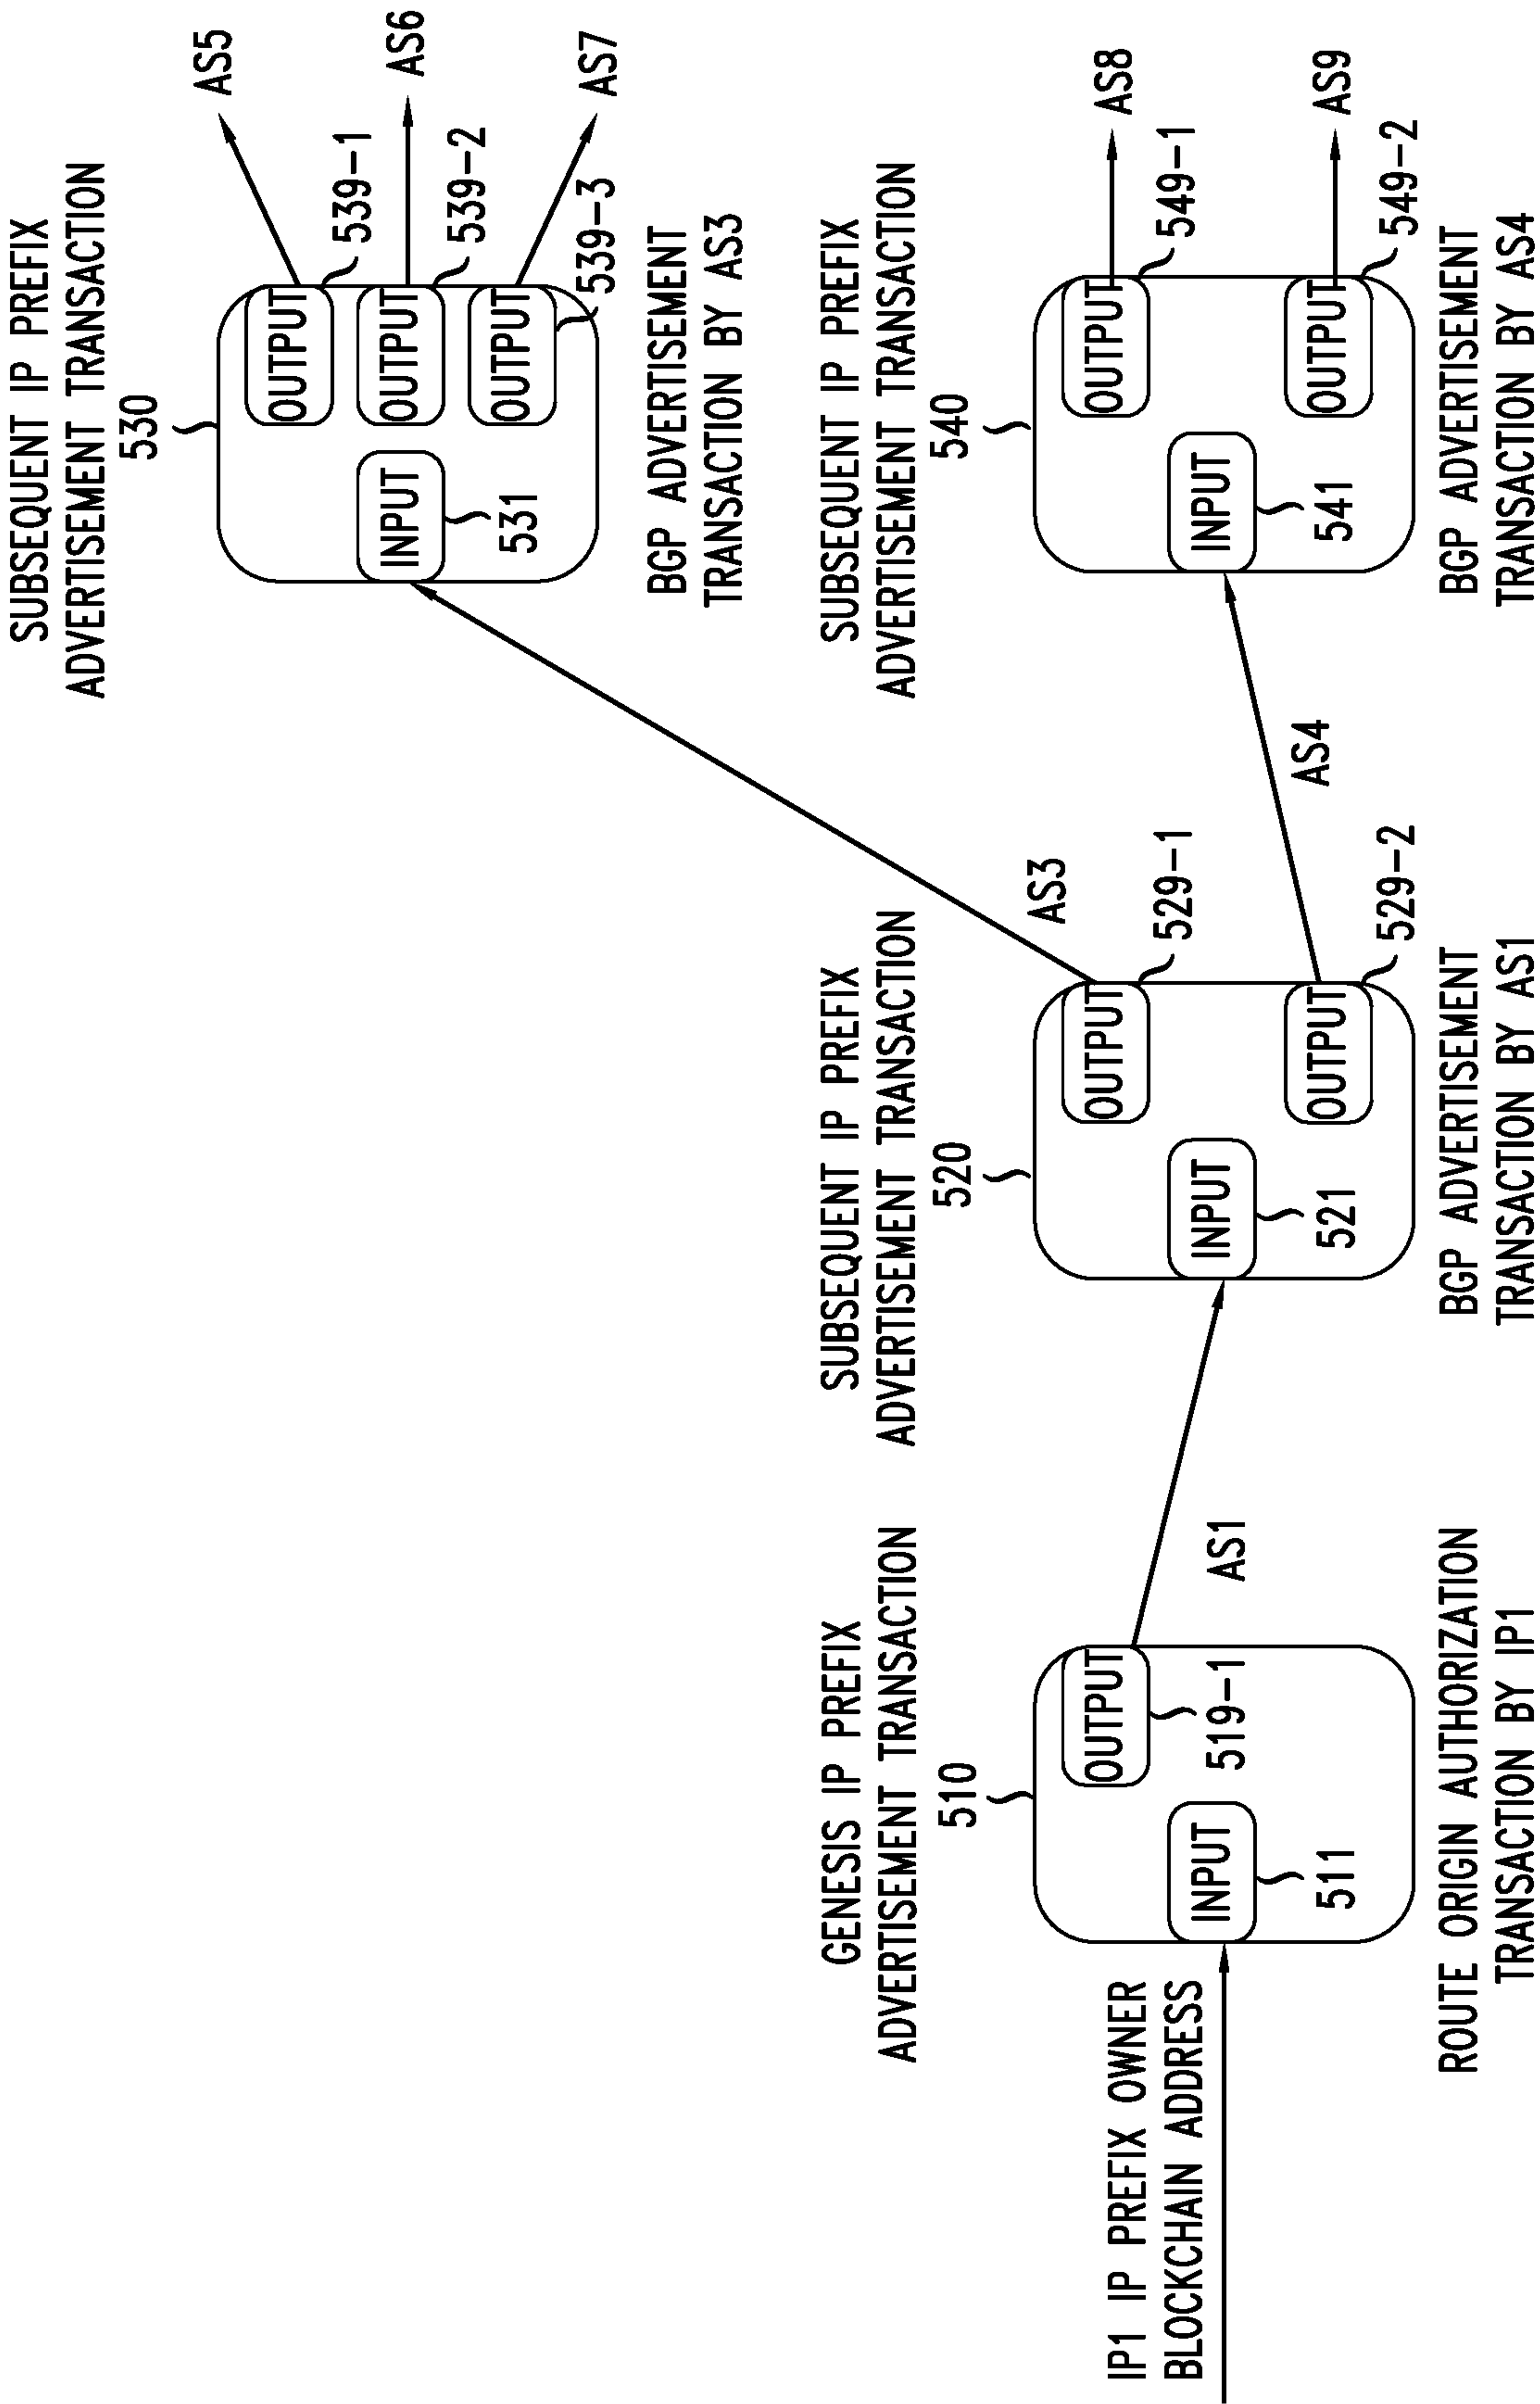 SUBSEQUENT IP PREFIX
ADVERTISEMENT TRANSACTION
530
INPUT
531
OUTPUT
OUTPUT
OUTPUT
539-1
539-2
539-3
AS5
AS6
AS7
BGP ADVERTISEMENT
TRANSACTION BY AS3
GENESIS IP PREFIX
ADVERTISEMENT TRANSACTION
510
IP1 IP PREFIX OWNER
BLOCKCHAIN ADDRESS
INPUT
511
OUTPUT
519-1
AS1
ROUTE ORIGIN AUTHORIZATION
TRANSACTION BY IP1
SUBSEQUENT IP PREFIX
ADVERTISEMENT TRANSACTION
520
INPUT
521
OUTPUT
OUTPUT
529-1
529-2
AS3
AS4
BGP ADVERTISEMENT
TRANSACTION BY AS1
SUBSEQUENT IP PREFIX
ADVERTISEMENT TRANSACTION
540
INPUT
541
OUTPUT
OUTPUT
549-1
549-2
AS8
AS9
BGP ADVERTISEMENT
TRANSACTION BY AS4